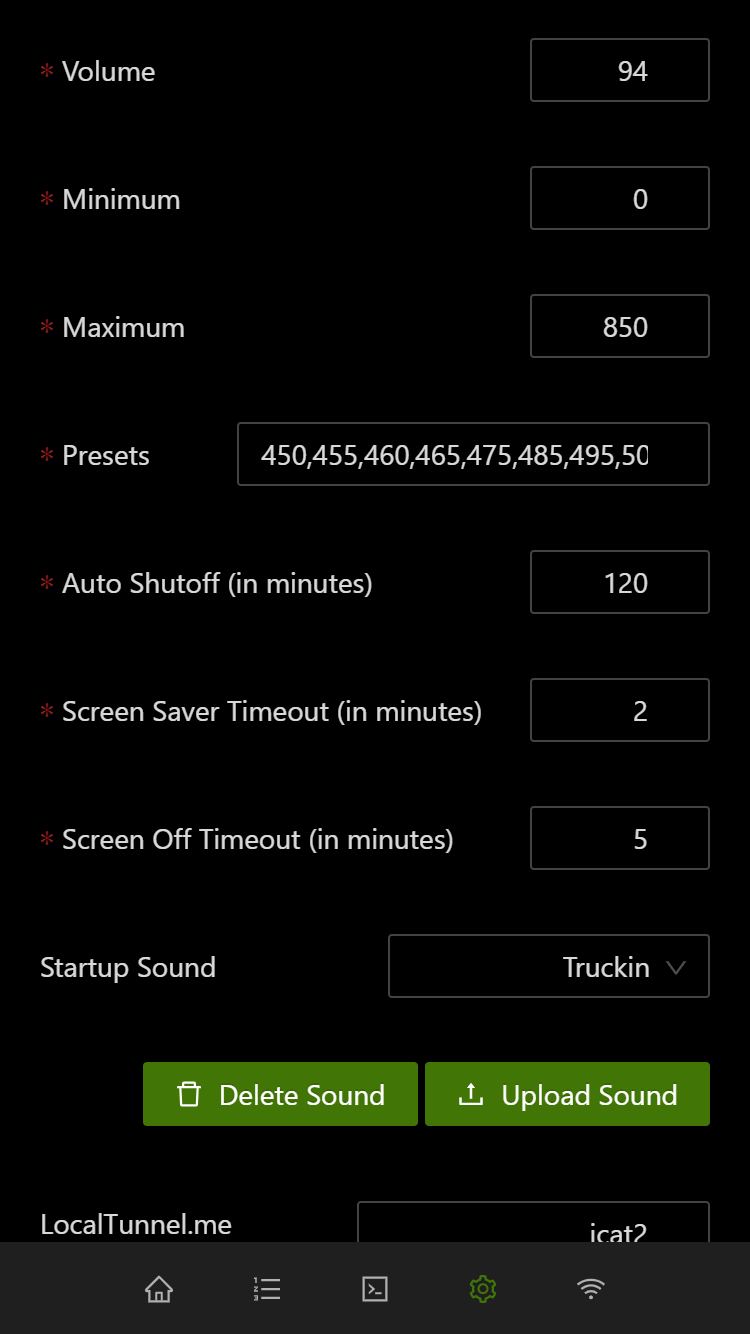 * Volume 94
* Minimum 0
* Maximum 850
* Presets 450,455,460,465,475,485,495,50
* Auto Shutoff (in minutes) 120
* Screen Saver Timeout (in minutes) 2
* Screen Off Timeout (in minutes) 5
Startup Sound Truckin
Delete Sound Upload Sound
LocalTunnel.me jcat2